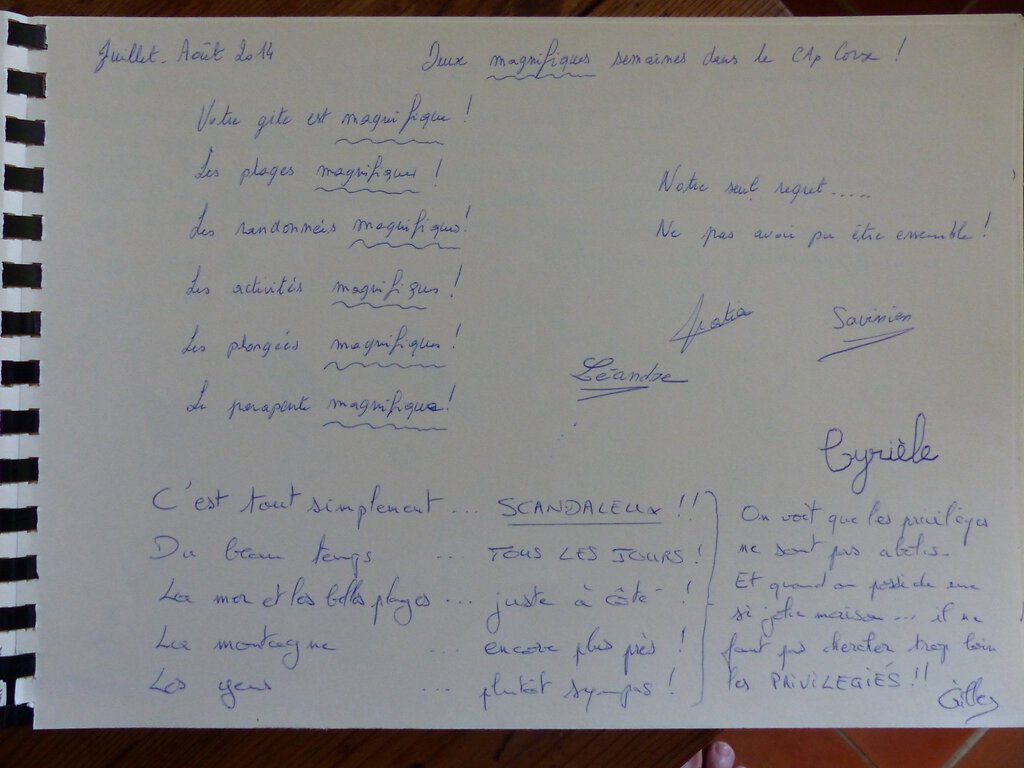 Juillet - Août 2014
Deux magnifiques semaines dans le CAp Corse !
Votre gîte est magnifique !
Les plages magnifiques !
Les randonnées magnifiques !
Les activités magnifiques !
Les plongées magnifiques !
Le parapente magnifique !
Notre seul regret.....
Ne pas avoir pu être ensemble !
Savinien
Léandre
Cyrièle
C'est tout simplement ... SCANDALEUX !!
Du beau temps ... TOUS LES JOURS !
La mer et les belles plages ... juste à côté !
La montagne ... encore plus près !
Les gens ... plutôt sympas !
On voit que les privilèges
ne sont pas abolis.
Et quand on possède une
si jolie maison ... il ne
faut pas chercher trop loin
les PRIVILEGIÉS !!
Gilles